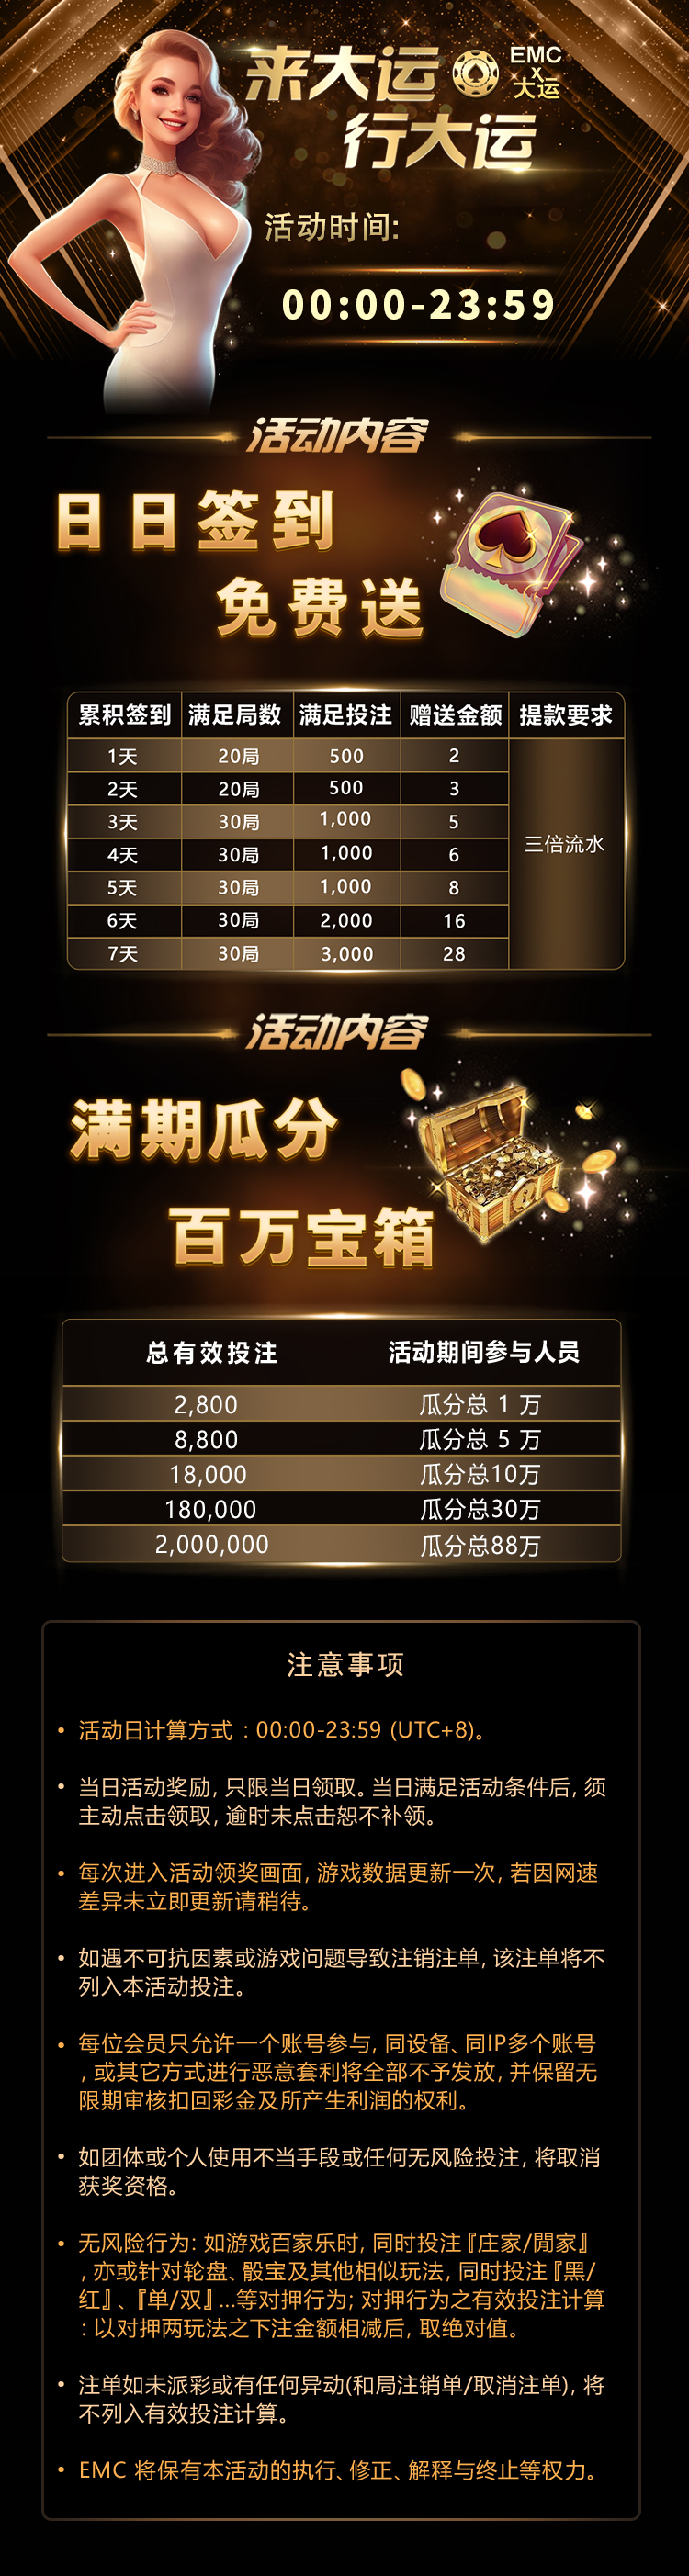 来大运
EMC
x
大运
行大运
活动时间:
00:00-23:59
活动内容
日日签到
免费送
累积签到 满足局数 满足投注 赠送金额 提款要求
1天 20局 500 2
2天 20局 500 3
3天 30局 1,000 5
三倍流水
4天 30局 1,000 6
5天 30局 1,000 8
6天 30局 2,000 16
7天 30局 3,000 28
活动内容
满期瓜分
百万宝箱
总有效投注 活动期间参与人员
2,800 瓜分总 1 万
8,800 瓜分总 5 万
18,000 瓜分总10万
180,000 瓜分总30万
2,000,000 瓜分总88万
注意事项
• 活动日计算方式 : 00:00-23:59 (UTC+8)。
• 当日活动奖励, 只限当日领取。当日满足活动条件后, 须
主动点击领取, 逾时未点击恕不补领。
• 每次进入活动领奖画面, 游戏数据更新一次, 若因网速
差异未立即更新请稍待。
• 如遇不可抗因素或游戏问题导致注销注单, 该注单将不
列入本活动投注。
• 每位会员只允许一个账号参与, 同设备、同IP多个账号
, 或其它方式进行恶意套利将全部不予发放, 并保留无
限期审核扣回彩金及所产生利润的权利。
• 如团体或个人使用不当手段或任何无风险投注, 将取消
获奖资格。
• 无风险行为: 如游戏百家乐时, 同时投注『庄家/閒家』
, 亦或针对轮盘、骰宝及其他相似玩法, 同时投注『黑/
红』、『单/双』...等对押行为; 对押行为之有效投注计算
: 以对押两玩法之下注金额相减后, 取绝对值。
• 注单如未派彩或有任何异动(和局注销单/取消注单), 将
不列入有效投注计算。
• EMC 将保有本活动的执行、修正、解释与终止等权力。